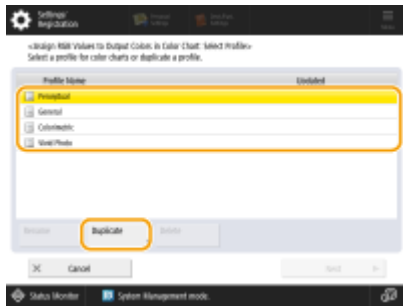 Settings/
Registration
<Assign RGB Values to Output Colors in Color Chart: Select Profile>
Select a profile for color charts or duplicate a profile.
Profile Name
Updated
Perceptual
General
Colorimetric
Vivid Photo
Rename
Duplicate
Delete
Cancel
Next
Status Monitor
System Management mode.